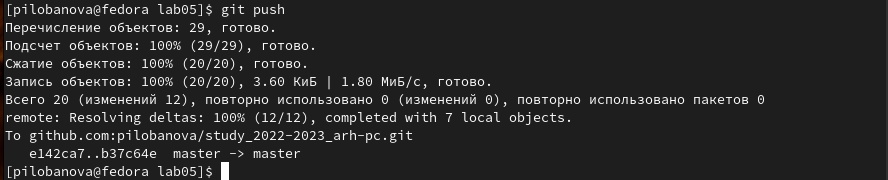 [pilobanova@fedora lab05]$ git push
Перечисление объектов: 29, готово.
Подсчет объектов: 100% (29/29), готово.
Сжатие объектов: 100% (20/20), готово.
Запись объектов: 100% (20/20), 3.60 КиБ | 1.80 МиБ/с, готово.
Всего 20 (изменений 12), повторно использовано 0 (изменений 0), повторно использовано пакетов 0
remote: Resolving deltas: 100% (12/12), completed with 7 local objects.
To github.com:pilobanova/study_2022-2023_arh-pc.git
   e142ca7..b37c64e  master -> master
[pilobanova@fedora lab05]$